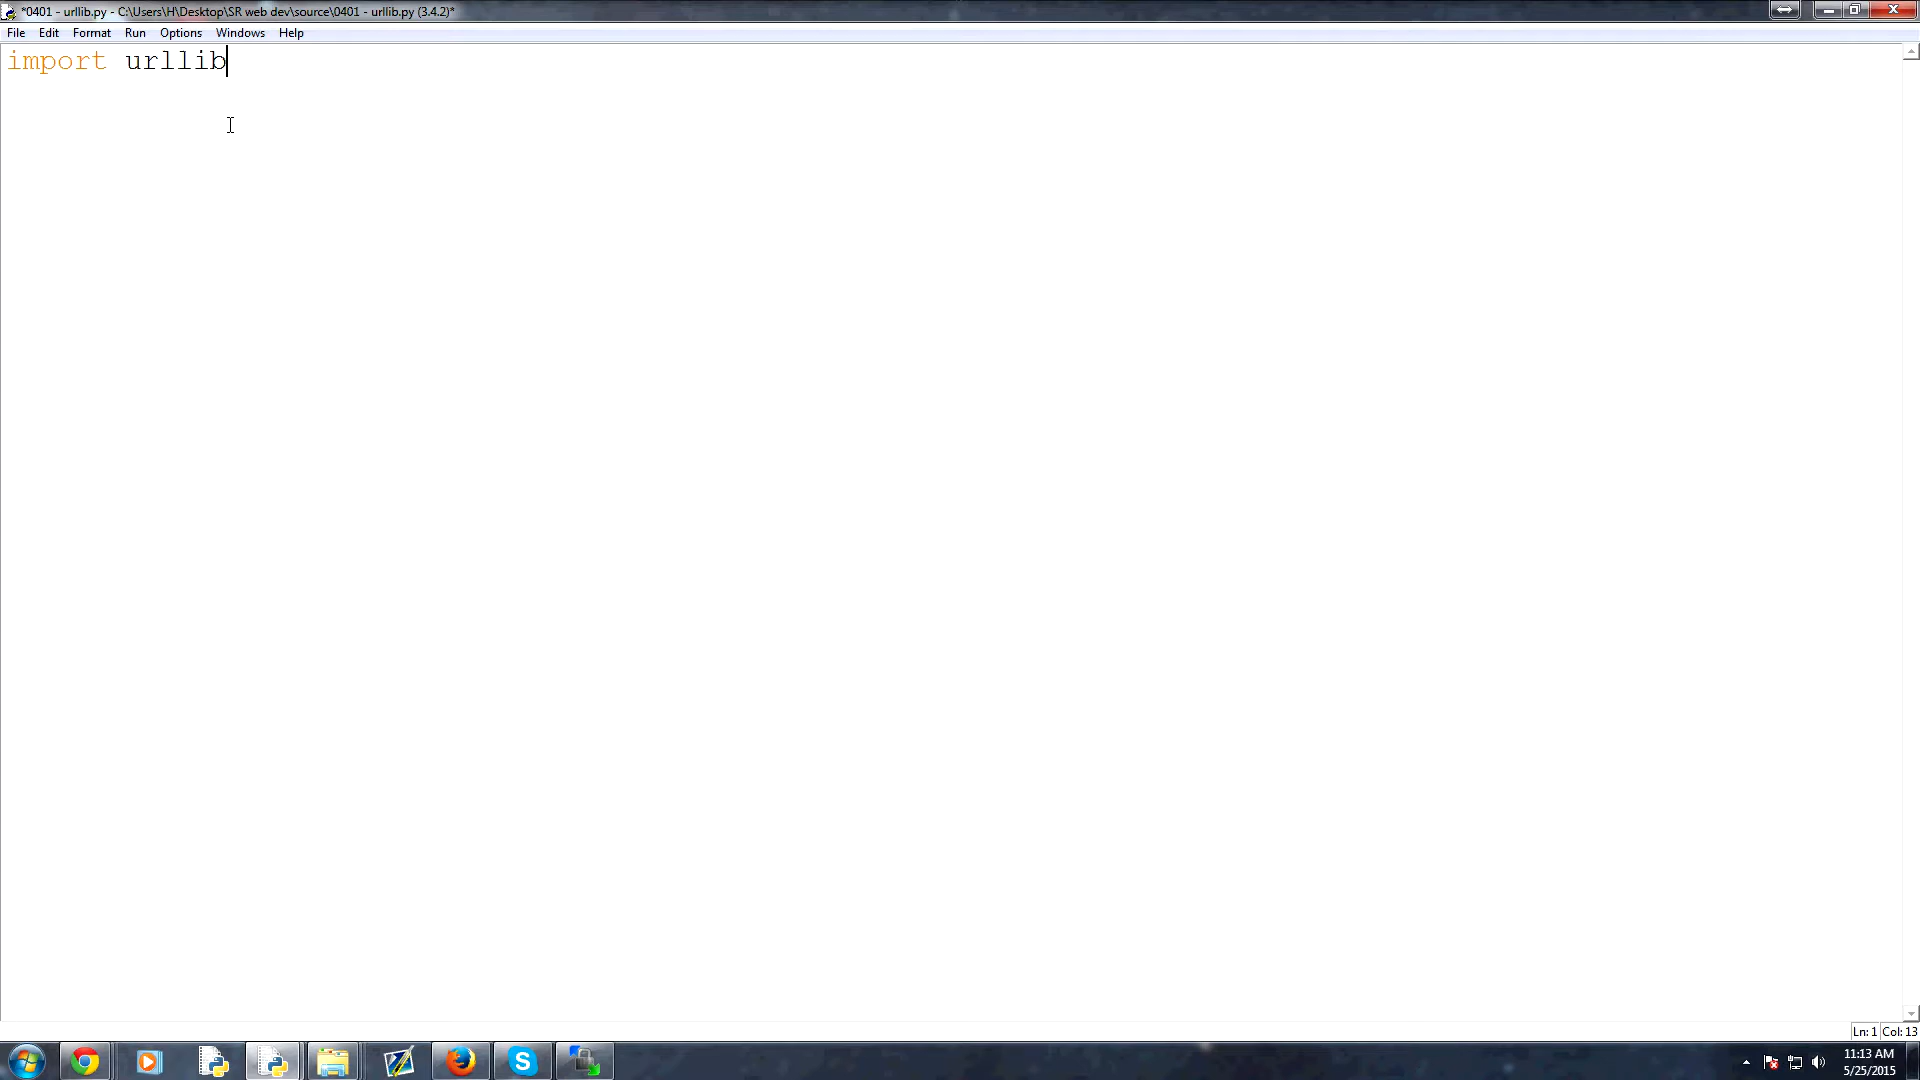 *0401 - urllib.py - C:\Users\H\Desktop\SR web dev\source\0401 - urllib.py (3.4.2)*
File Edit Format Run Options Windows Help
import urllib
Ln: 1 Col: 13
11:13 AM
5/25/2015